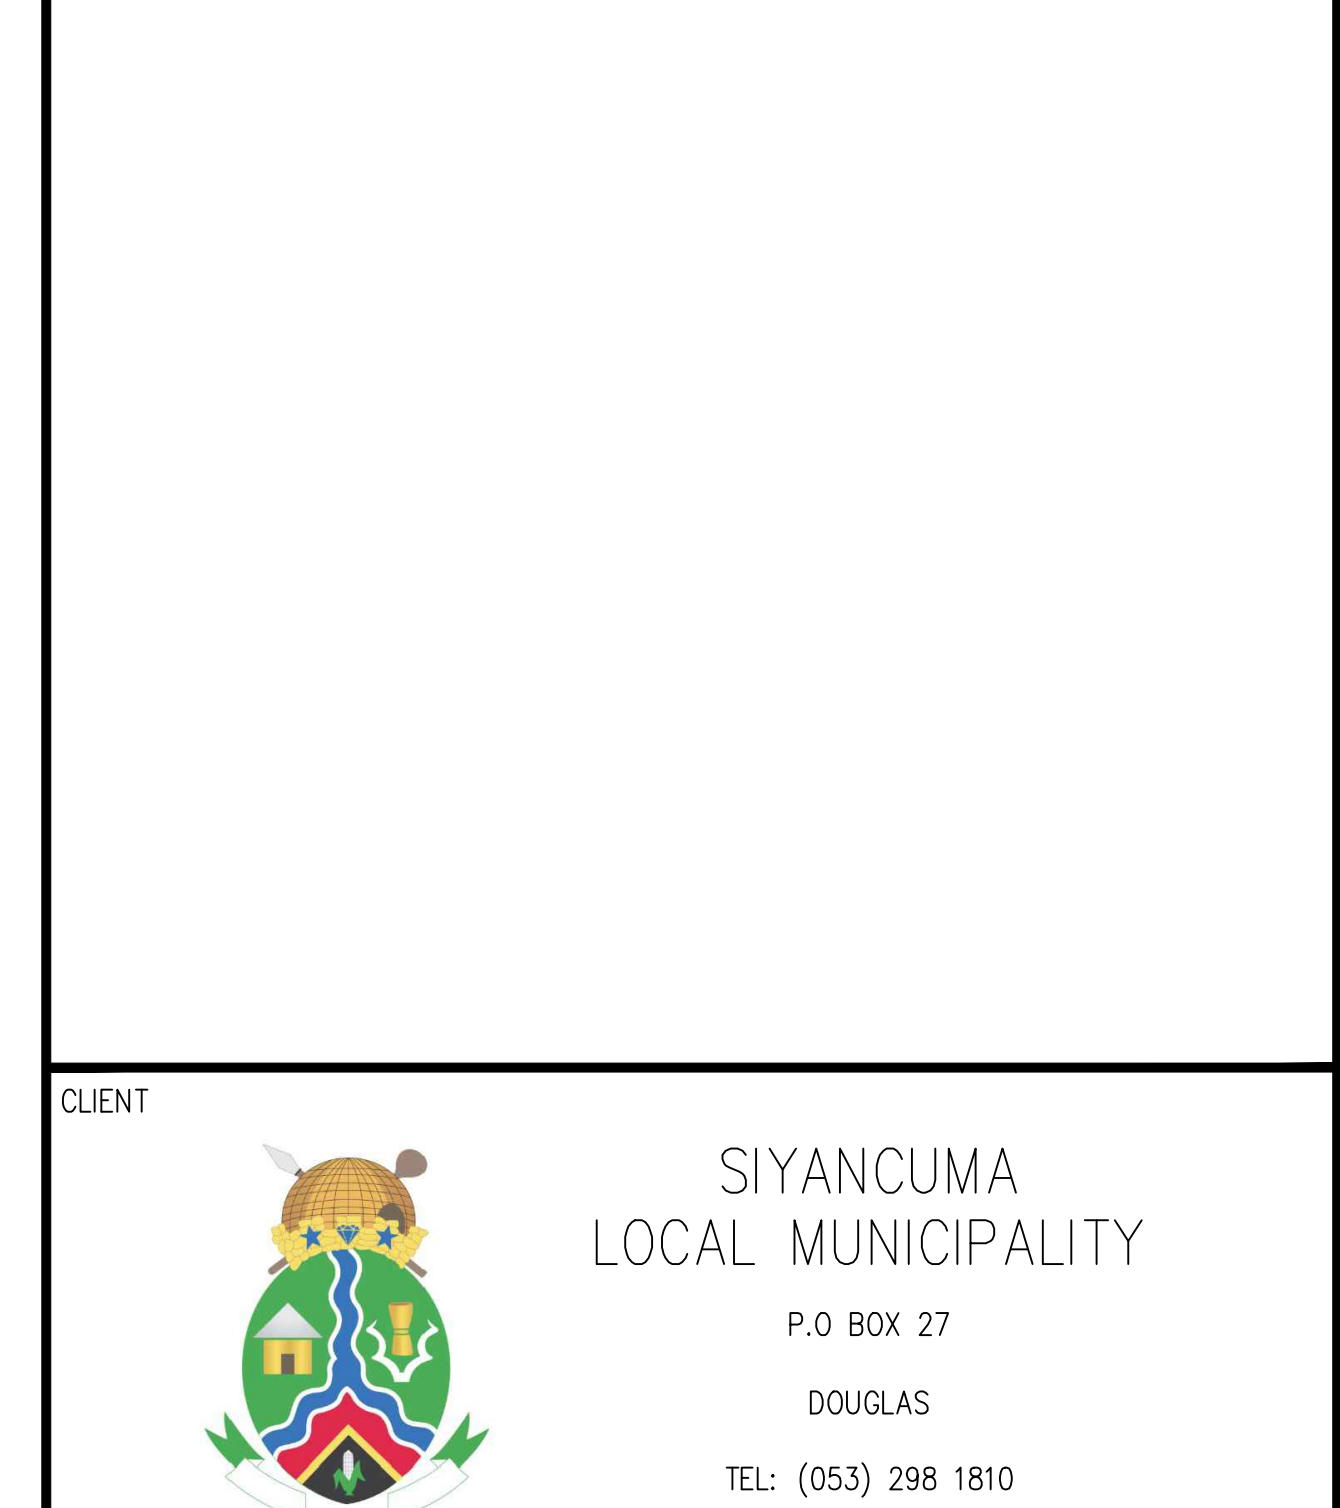 CLIENT
SIYANCUMA
LOCAL MUNICIPALITY
P.O BOX 27
DOUGLAS
TEL: (053) 298 1810